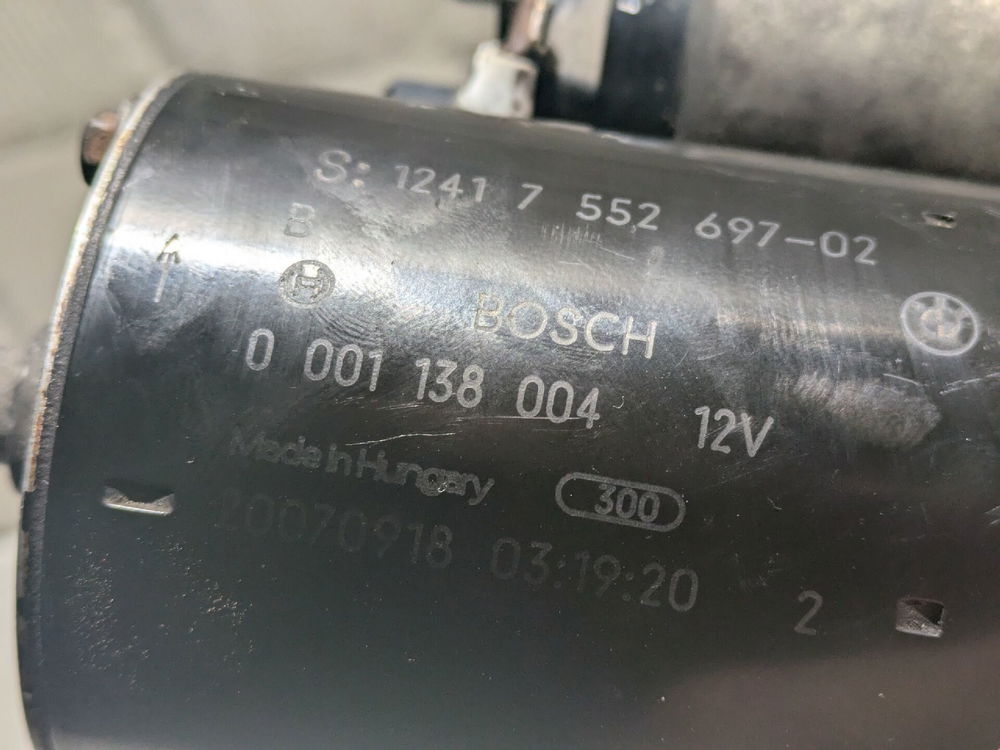 S: 1241 7 552 697-02
B
BOSCH
0 001 138 004 12V
Made in Hungary 300
20070918 03:19:20 2